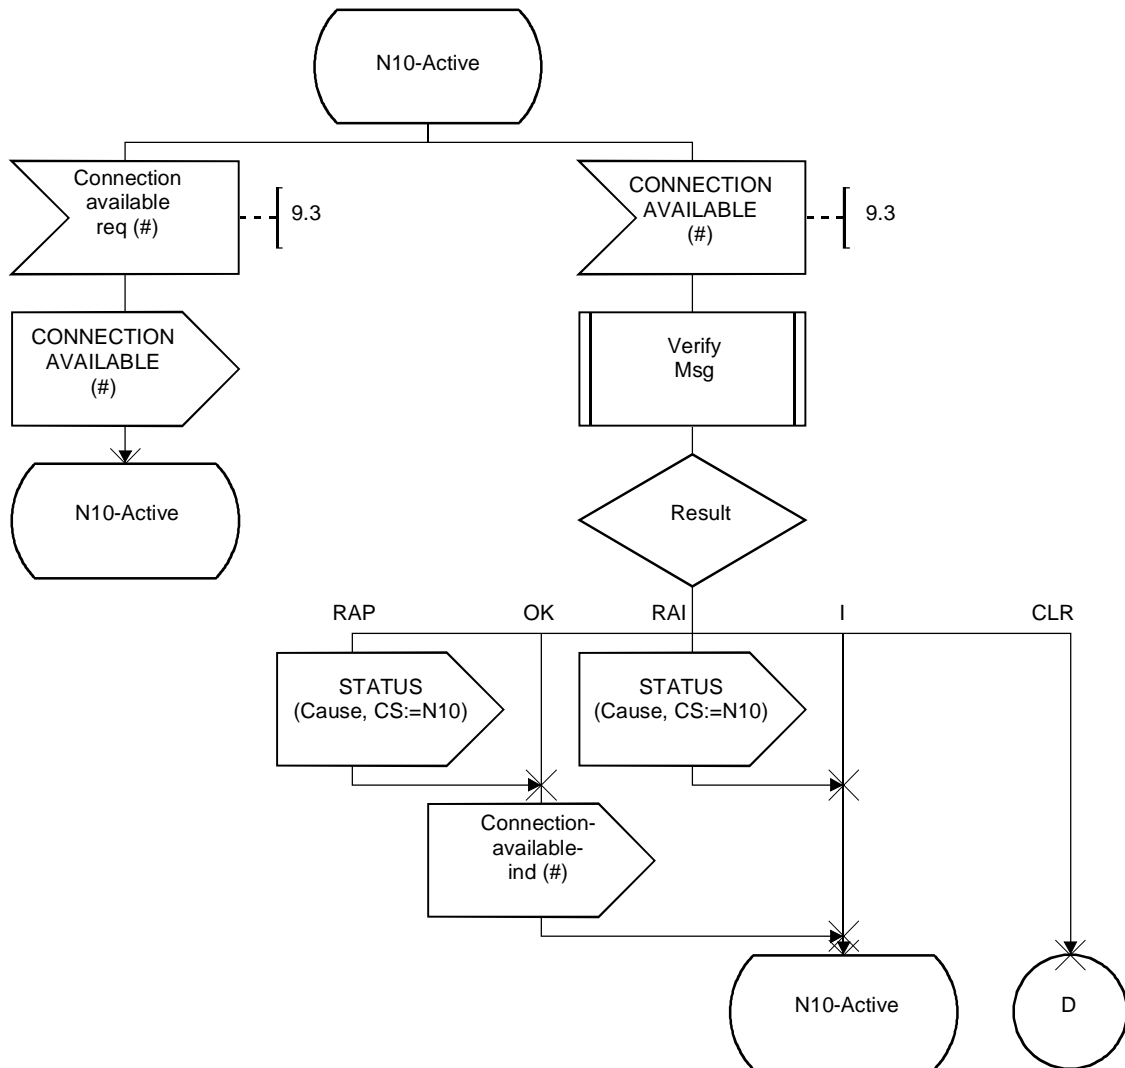 N10-Active
Connection
available
req (#)
9.3
CONNECTION
AVAILABLE
(#)
9.3
CONNECTION
AVAILABLE
(#)
Verify
Msg
N10-Active
Result
RAP
OK
RAI
I
CLR
STATUS
(Cause, CS:=N10)
STATUS
(Cause, CS:=N10)
Connection-
available-
ind (#)
N10-Active
D